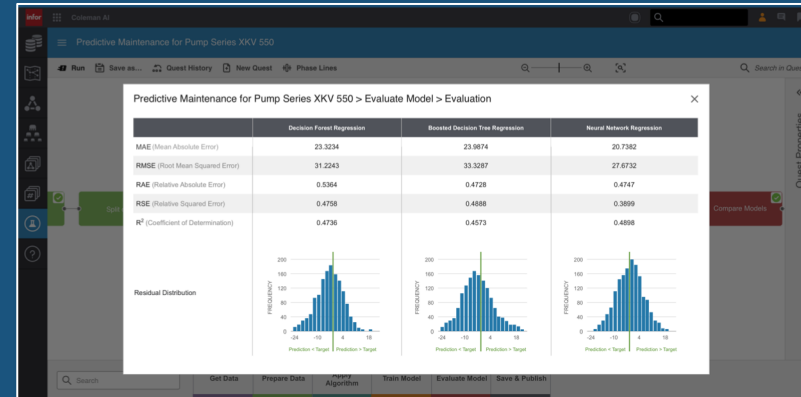 infor
Coleman AI
Predictive Maintenance for Pump Series XKV 550
Run
Save as...
Quest History
New Quest
Phase Lines
Search in Quest
Quest Properties
Predictive Maintenance for Pump Series XKV 550 > Evaluate Model > Evaluation
Decision Forest Regression Boosted Decision Tree Regression Neural Network Regression
MAE (Mean Absolute Error) 23.3234 23.9874 20.7382
RMSE (Root Mean Squared Error) 31.2243 33.3287 27.6732
RAE (Relative Absolute Error) 0.5364 0.4728 0.4747
RSE (Relative Squared Error) 0.4758 0.4888 0.3899
R² (Coefficient of Determination) 0.4736 0.4573 0.4898
Residual Distribution
FREQUENCY
200
160
120
80
40
0
-24 -10 4 18
Prediction < Target Prediction > Target
FREQUENCY
200
160
120
80
40
0
-24 -10 4 18
Prediction < Target Prediction > Target
FREQUENCY
200
160
120
80
40
0
-24 -10 4 18
Prediction < Target Prediction > Target
Split
Compare Models
Search
Get Data
Prepare Data
Apply
Algorithm
Train Model
Evaluate Model
Save & Publish